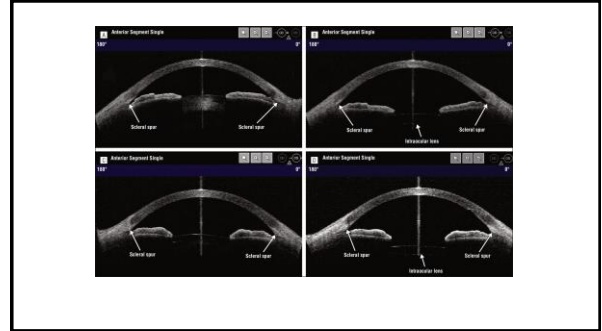 A Anterior Segment Single
180° 0°
Scleral spur Scleral spur
B Anterior Segment Single
180° 0°
Scleral spur Scleral spur
Intraocular lens
C Anterior Segment Single
180° 0°
Scleral spur Scleral spur
D Anterior Segment Single
180° 0°
Scleral spur Scleral spur
Intraocular lens